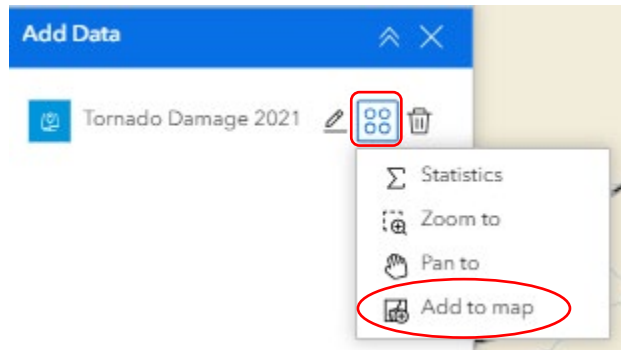 Add Data
Tornado Damage 2021
Statistics
Zoom to
Pan to
Add to map